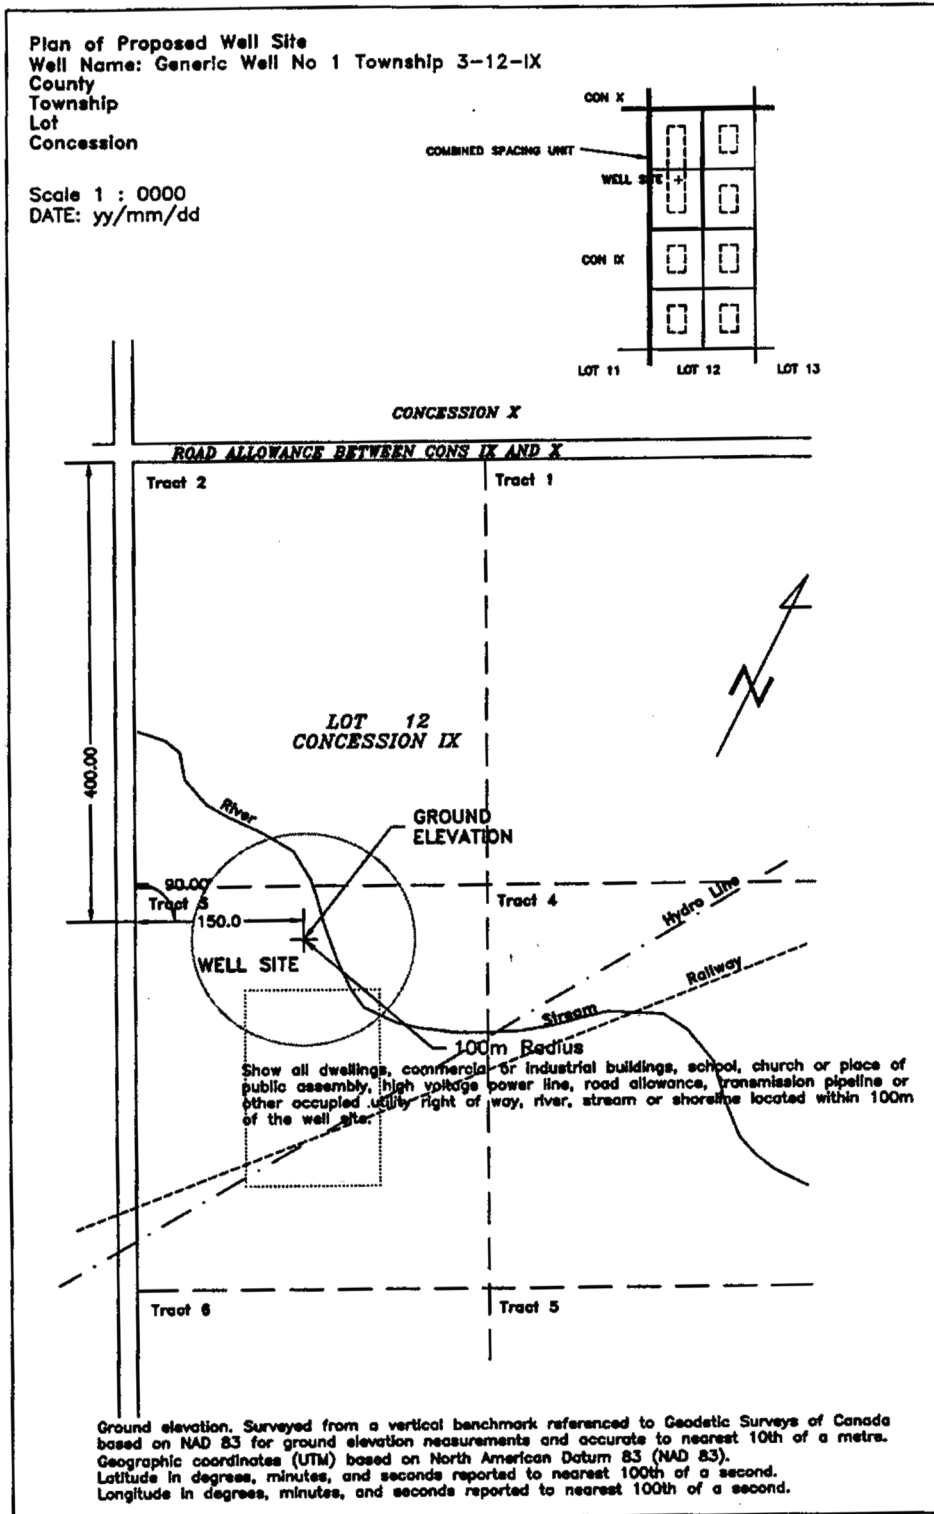 Plan of Proposed Well Site
Well Name: Generic Well No 1 Township 3-12-IX
County
Township
Lot
Concession
Scale 1 : 0000
DATE: yy/mm/dd
CON X
COMBINED SPACING UNIT
WELL SITE
CON IX
LOT 11
LOT 12
LOT 13
CONCESSION X
ROAD ALLOWANCE BETWEEN CONS IX AND X
Tract 2
Tract 1
N
LOT 12
CONCESSION IX
400.00
River
GROUND
ELEVATION
90.00
Tract 3
Tract 4
150.0
Hydro Line
WELL SITE
Railway
Stream
100m Radius
Show all dwellings, commercial or industrial buildings, school, church or place of
public assembly, high voltage power line, road allowance, transmission pipeline or
other occupied utility right of way, river, stream or shoreline located within 100m
of the well site.
Tract 6
Tract 5
Ground elevation. Surveyed from a vertical benchmark referenced to Geodetic Surveys of Canada
based on NAD 83 for ground elevation measurements and accurate to nearest 10th of a metre.
Geographic coordinates (UTM) based on North American Datum 83 (NAD 83).
Latitude in degrees, minutes, and seconds reported to nearest 100th of a second.
Longitude in degrees, minutes, and seconds reported to nearest 100th of a second.